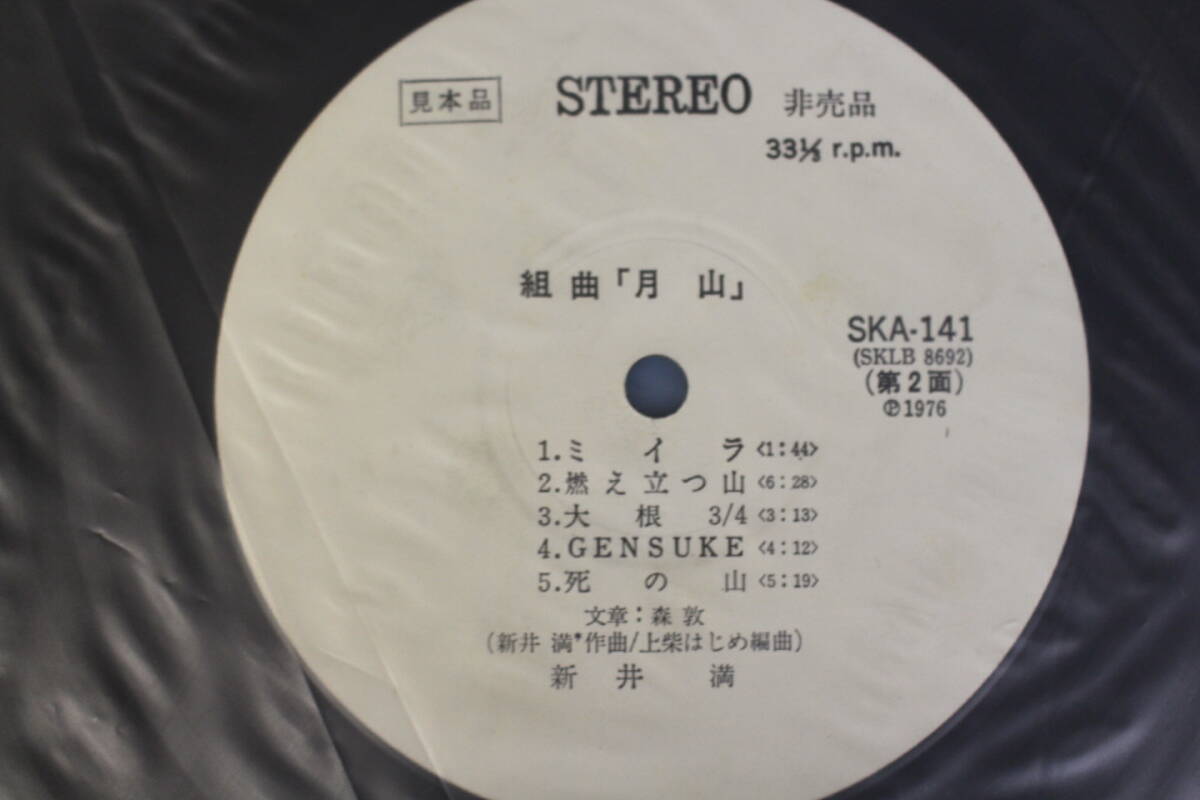 見本品 STEREO 非売品
33⅓ r.p.m.
組曲「月 山」
SKA-141
(SKLB 8692)
(第2面)
℗1976
1.ミイラ <1:44>
2.燃え立つ山 <6:28>
3.大根 3/4 <3:13>
4.GENSUKE <4:12>
5.死の山 <5:19>
文章:森 敦
(新井 満*作曲/上柴はじめ編曲)
新井 満